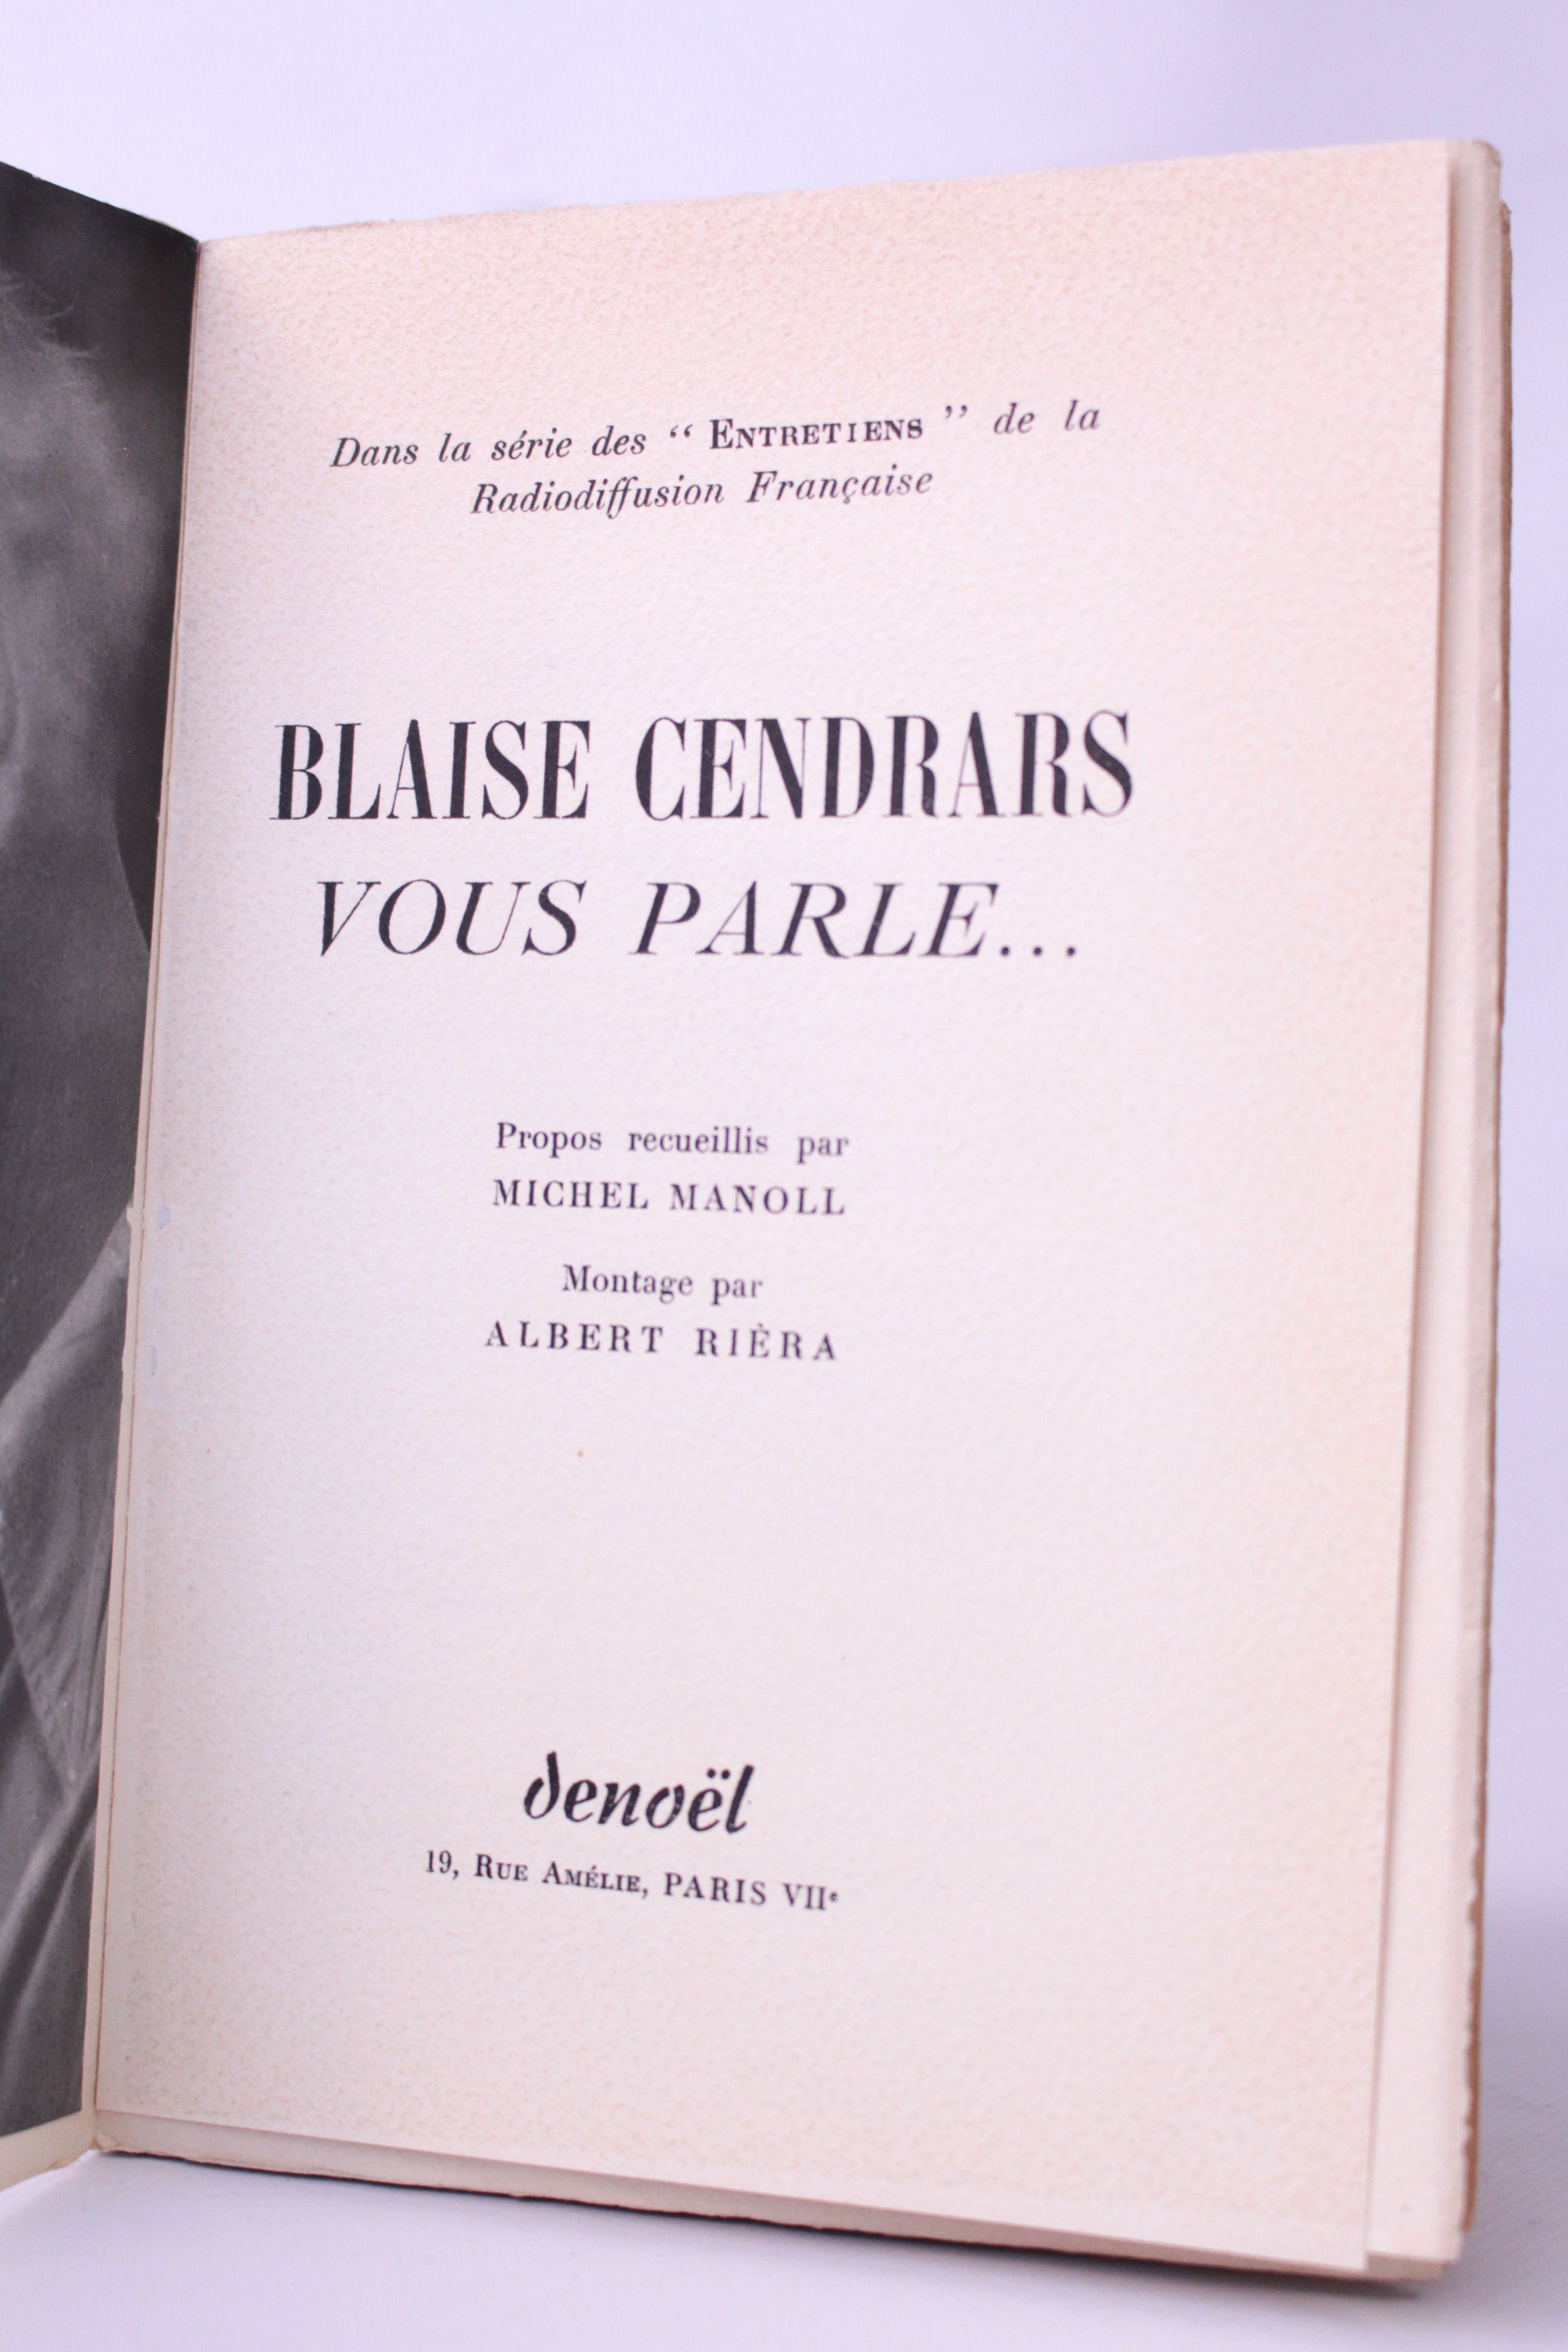 Dans la série des “ ENTRETIENS ” de la
Radiodiffusion Française
BLAISE CENDRARS
VOUS PARLE...
Propos recueillis par
MICHEL MANOLL
Montage par
ALBERT RIÈRA
denoël
19, RUE AMÉLIE, PARIS VIIᵉ